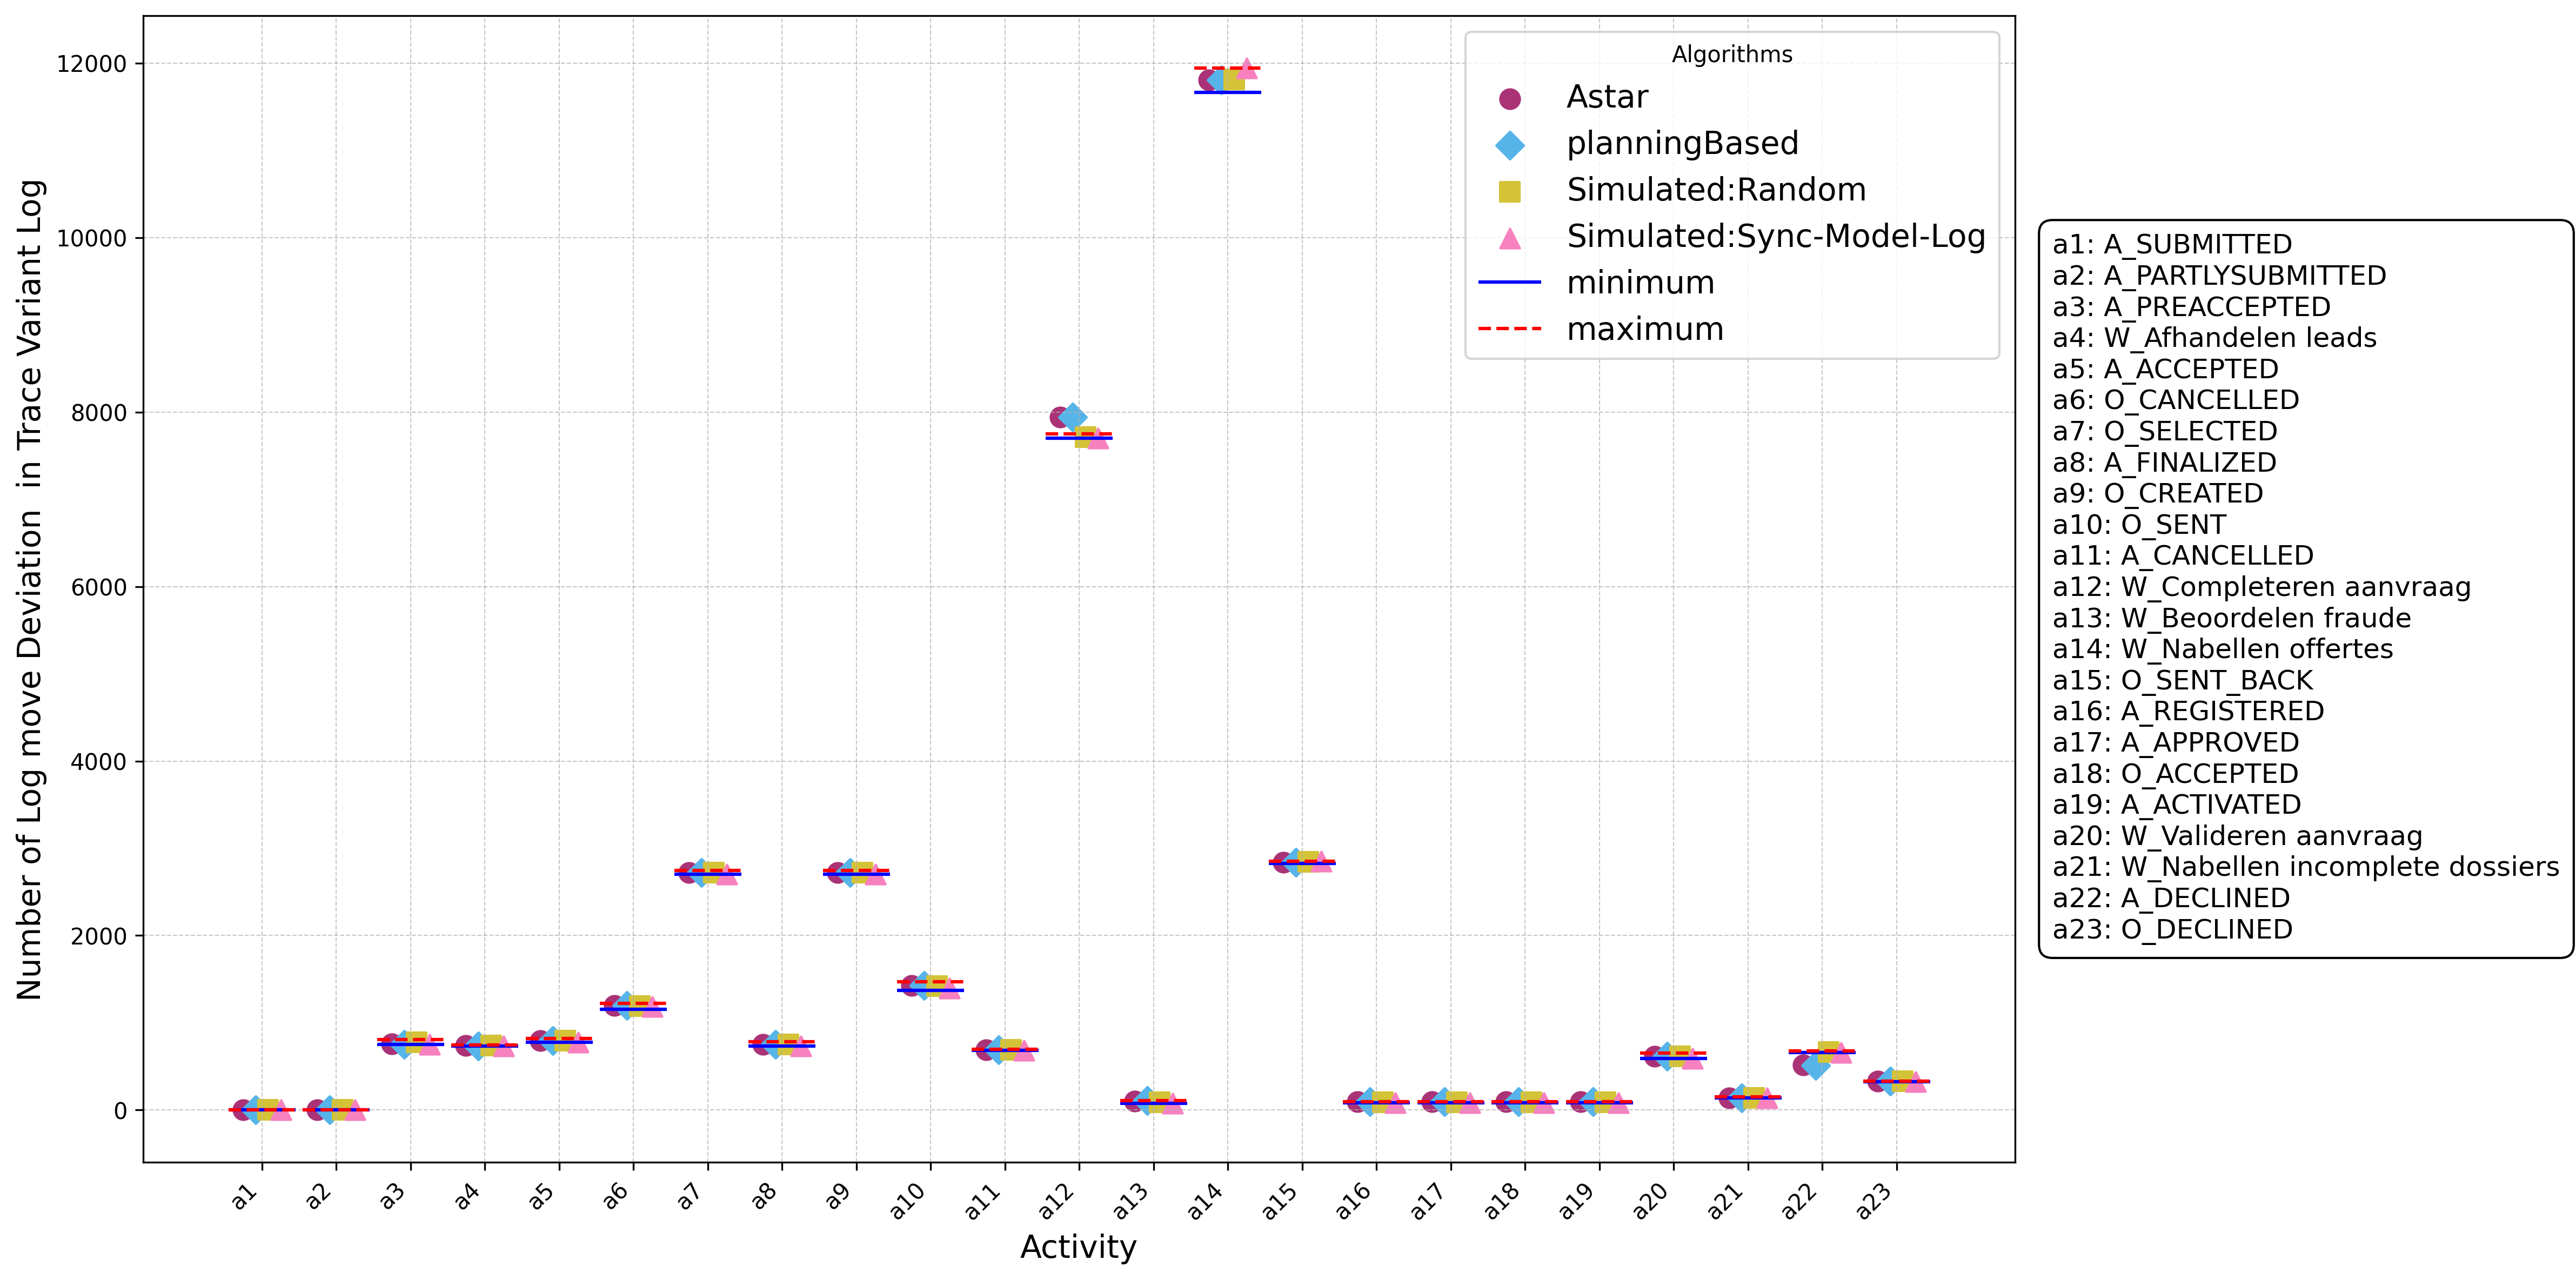 Number of Log move Deviation  in Trace Variant Log
12000
10000
8000
6000
4000
2000
0
Algorithms
Astar
planningBased
Simulated:Random
Simulated:Sync-Model-Log
minimum
maximum
a1
a2
a3
a4
a5
a6
a7
a8
a9
a10
a11
a12
a13
a14
a15
a16
a17
a18
a19
a20
a21
a22
a23
Activity
a1: A_SUBMITTED
a2: A_PARTLYSUBMITTED
a3: A_PREACCEPTED
a4: W_Afhandelen leads
a5: A_ACCEPTED
a6: O_CANCELLED
a7: O_SELECTED
a8: A_FINALIZED
a9: O_CREATED
a10: O_SENT
a11: A_CANCELLED
a12: W_Completeren aanvraag
a13: W_Beoordelen fraude
a14: W_Nabellen offertes
a15: O_SENT_BACK
a16: A_REGISTERED
a17: A_APPROVED
a18: O_ACCEPTED
a19: A_ACTIVATED
a20: W_Valideren aanvraag
a21: W_Nabellen incomplete dossiers
a22: A_DECLINED
a23: O_DECLINED